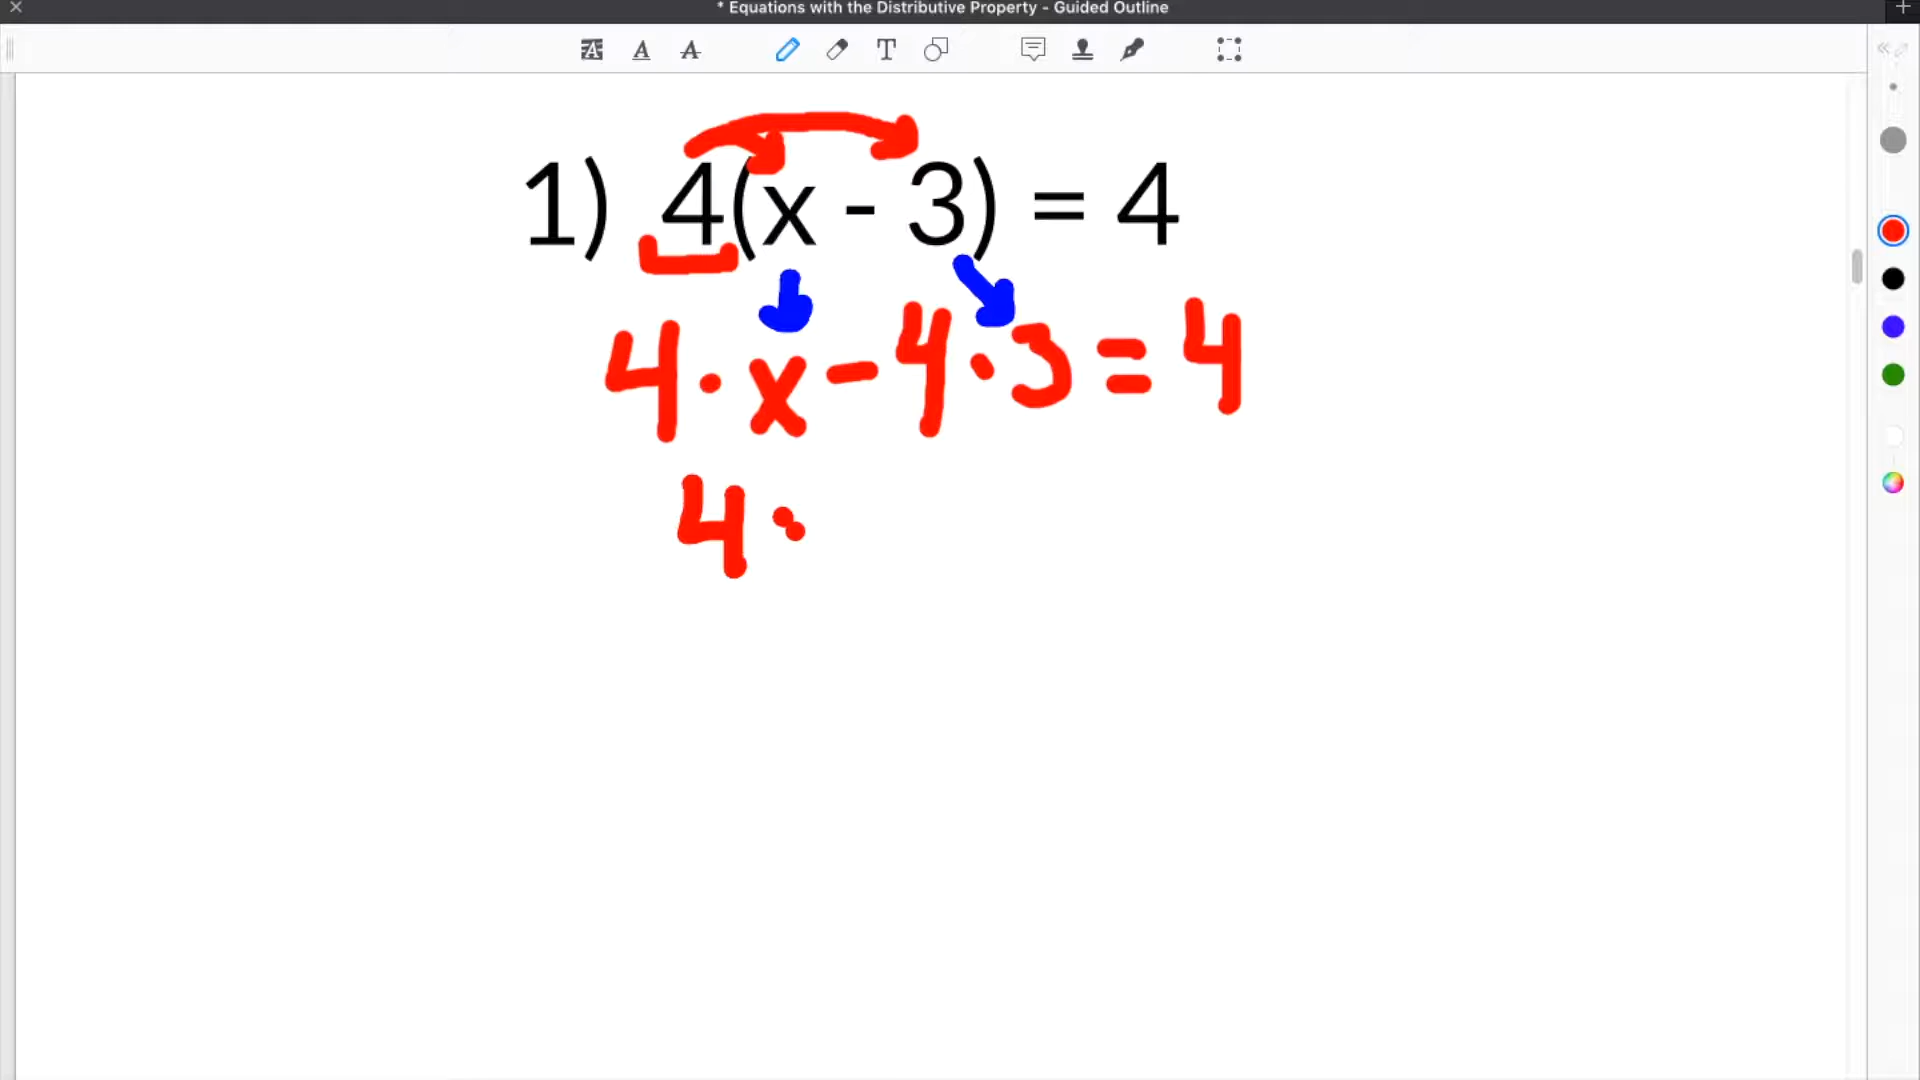 * Equations with the Distributive Property - Guided Outline
1) 4(x - 3) = 4
4 · x - 4 · 3 = 4
4 ·